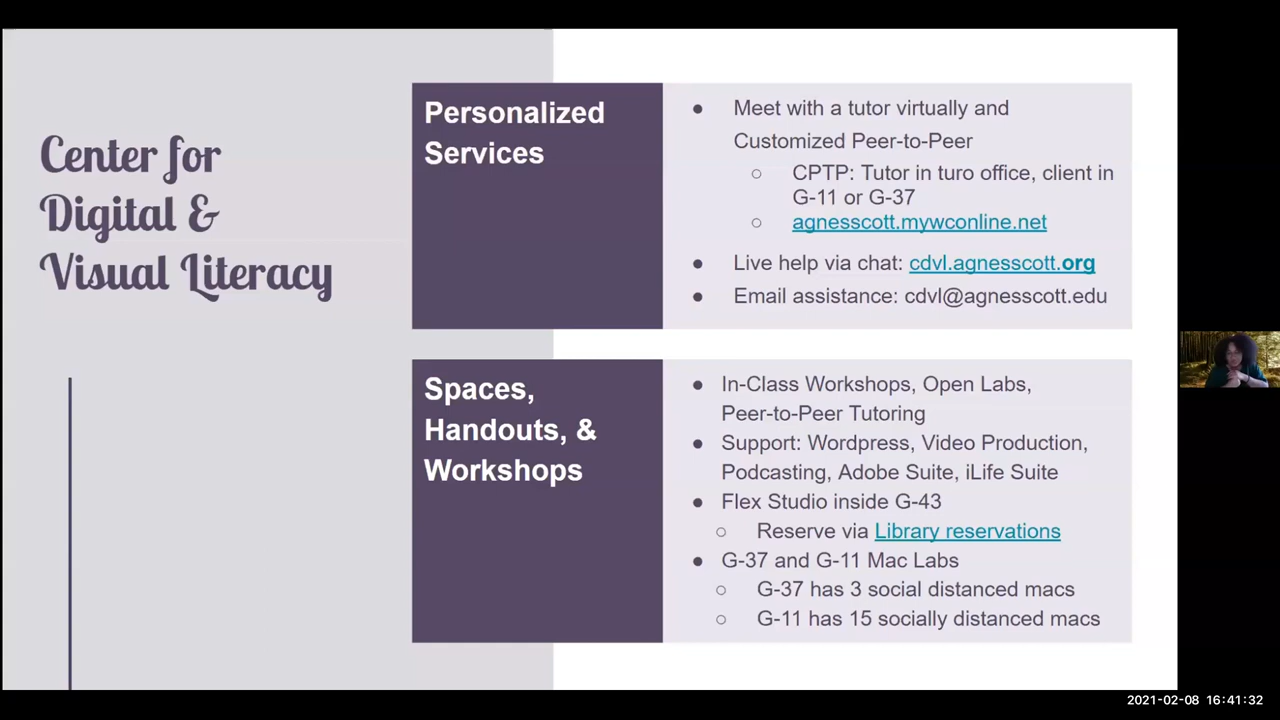 Center for
Digital &
Visual Literacy
Personalized
Services
● Meet with a tutor virtually and
Customized Peer-to-Peer
○ CPTP: Tutor in turo office, client in
G-11 or G-37
○ agnesscott.mywconline.net
● Live help via chat: cdvl.agnesscott.org
● Email assistance: cdvl@agnesscott.edu
Spaces,
Handouts, &
Workshops
● In-Class Workshops, Open Labs,
Peer-to-Peer Tutoring
● Support: Wordpress, Video Production,
Podcasting, Adobe Suite, iLife Suite
● Flex Studio inside G-43
○ Reserve via Library reservations
● G-37 and G-11 Mac Labs
○ G-37 has 3 social distanced macs
○ G-11 has 15 socially distanced macs
2021-02-08 16:41:32